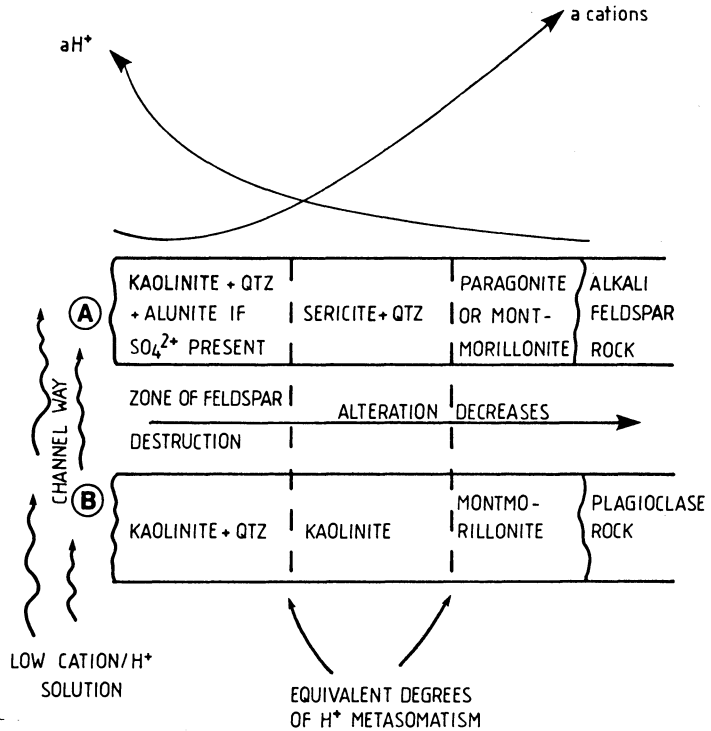 aH⁺
a cations
KAOLINITE + QTZ
+ ALUNITE IF
SO₄²⁺ PRESENT
SERICITE + QTZ
PARAGONITE
OR MONT-
MORILLONITE
ALKALI
FELDSPAR
ROCK
A
ZONE OF FELDSPAR
DESTRUCTION
ALTERATION DECREASES
CHANNEL WAY
B
KAOLINITE + QTZ
KAOLINITE
MONTMO-
RILLONITE
PLAGIOCLASE
ROCK
LOW CATION/H⁺
SOLUTION
EQUIVALENT DEGREES
OF H⁺ METASOMATISM